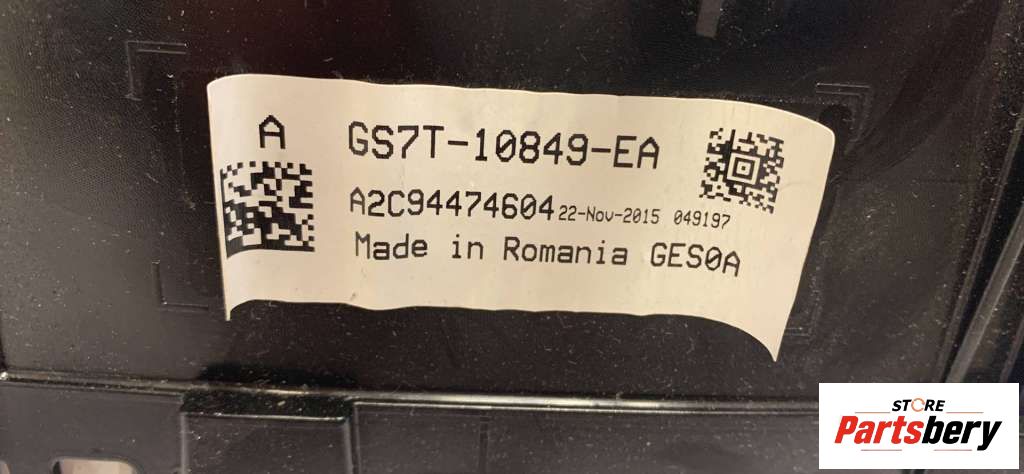 A
GS7T-10849-EA
A2C94474604 22-Nov-2015 049197
Made in Romania GES0A
STORE
Partsbery